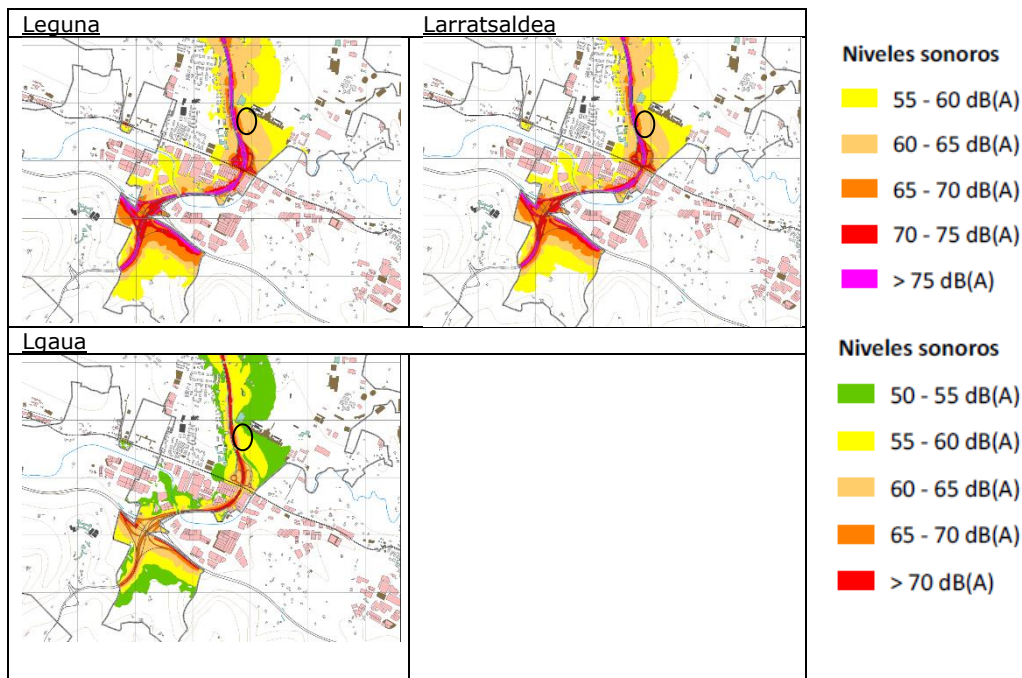 Leguna
Larratsaldea
Lgaua
Niveles sonoros
55 - 60 dB(A)
60 - 65 dB(A)
65 - 70 dB(A)
70 - 75 dB(A)
> 75 dB(A)
Niveles sonoros
50 - 55 dB(A)
55 - 60 dB(A)
60 - 65 dB(A)
65 - 70 dB(A)
> 70 dB(A)